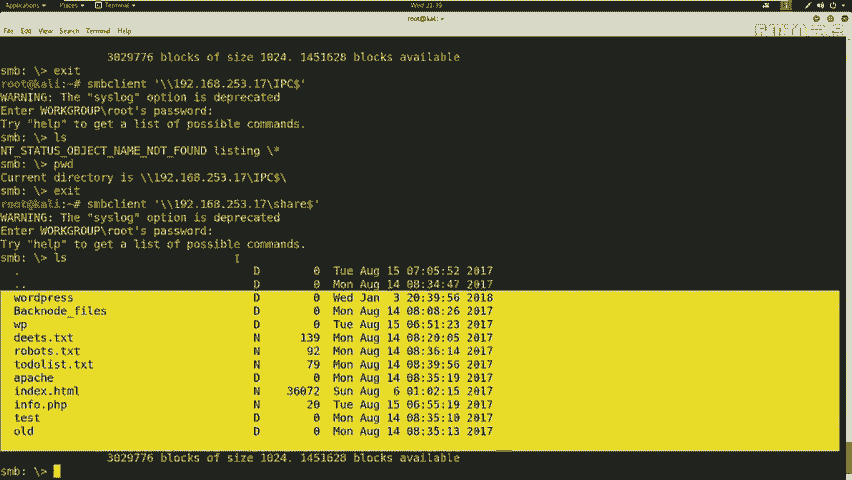 Applications Places Terminal Wed 21:39
root@kali: ~
File Edit View Search Terminal Help
3029776 blocks of size 1024. 1451628 blocks available
smb: \> exit
root@kali:~# smbclient '\\192.168.253.17\IPC$'
WARNING: The "syslog" option is deprecated
Enter WORKGROUP\root's password:
Try "help" to get a list of possible commands.
smb: \> ls
NT_STATUS_OBJECT_NAME_NOT_FOUND listing \*
smb: \> pwd
Current directory is \\192.168.253.17\IPC$\
smb: \> exit
root@kali:~# smbclient '\\192.168.253.17\share$'
WARNING: The "syslog" option is deprecated
Enter WORKGROUP\root's password:
Try "help" to get a list of possible commands.
smb: \> ls
. D 0 Tue Aug 15 07:05:52 2017
.. D 0 Mon Aug 14 08:34:47 2017
wordpress D 0 Wed Jan 3 20:39:56 2018
Backnode_files D 0 Mon Aug 14 08:08:26 2017
wp D 0 Tue Aug 15 06:51:23 2017
deets.txt N 139 Mon Aug 14 08:20:05 2017
robots.txt N 92 Mon Aug 14 08:36:14 2017
todolist.txt N 79 Mon Aug 14 08:39:56 2017
apache D 0 Mon Aug 14 08:35:19 2017
index.html N 36072 Sun Aug 6 01:02:15 2017
info.php N 20 Tue Aug 15 06:55:19 2017
test D 0 Mon Aug 14 08:35:10 2017
old D 0 Mon Aug 14 08:35:13 2017
3029776 blocks of size 1024. 1451628 blocks available
smb: \>